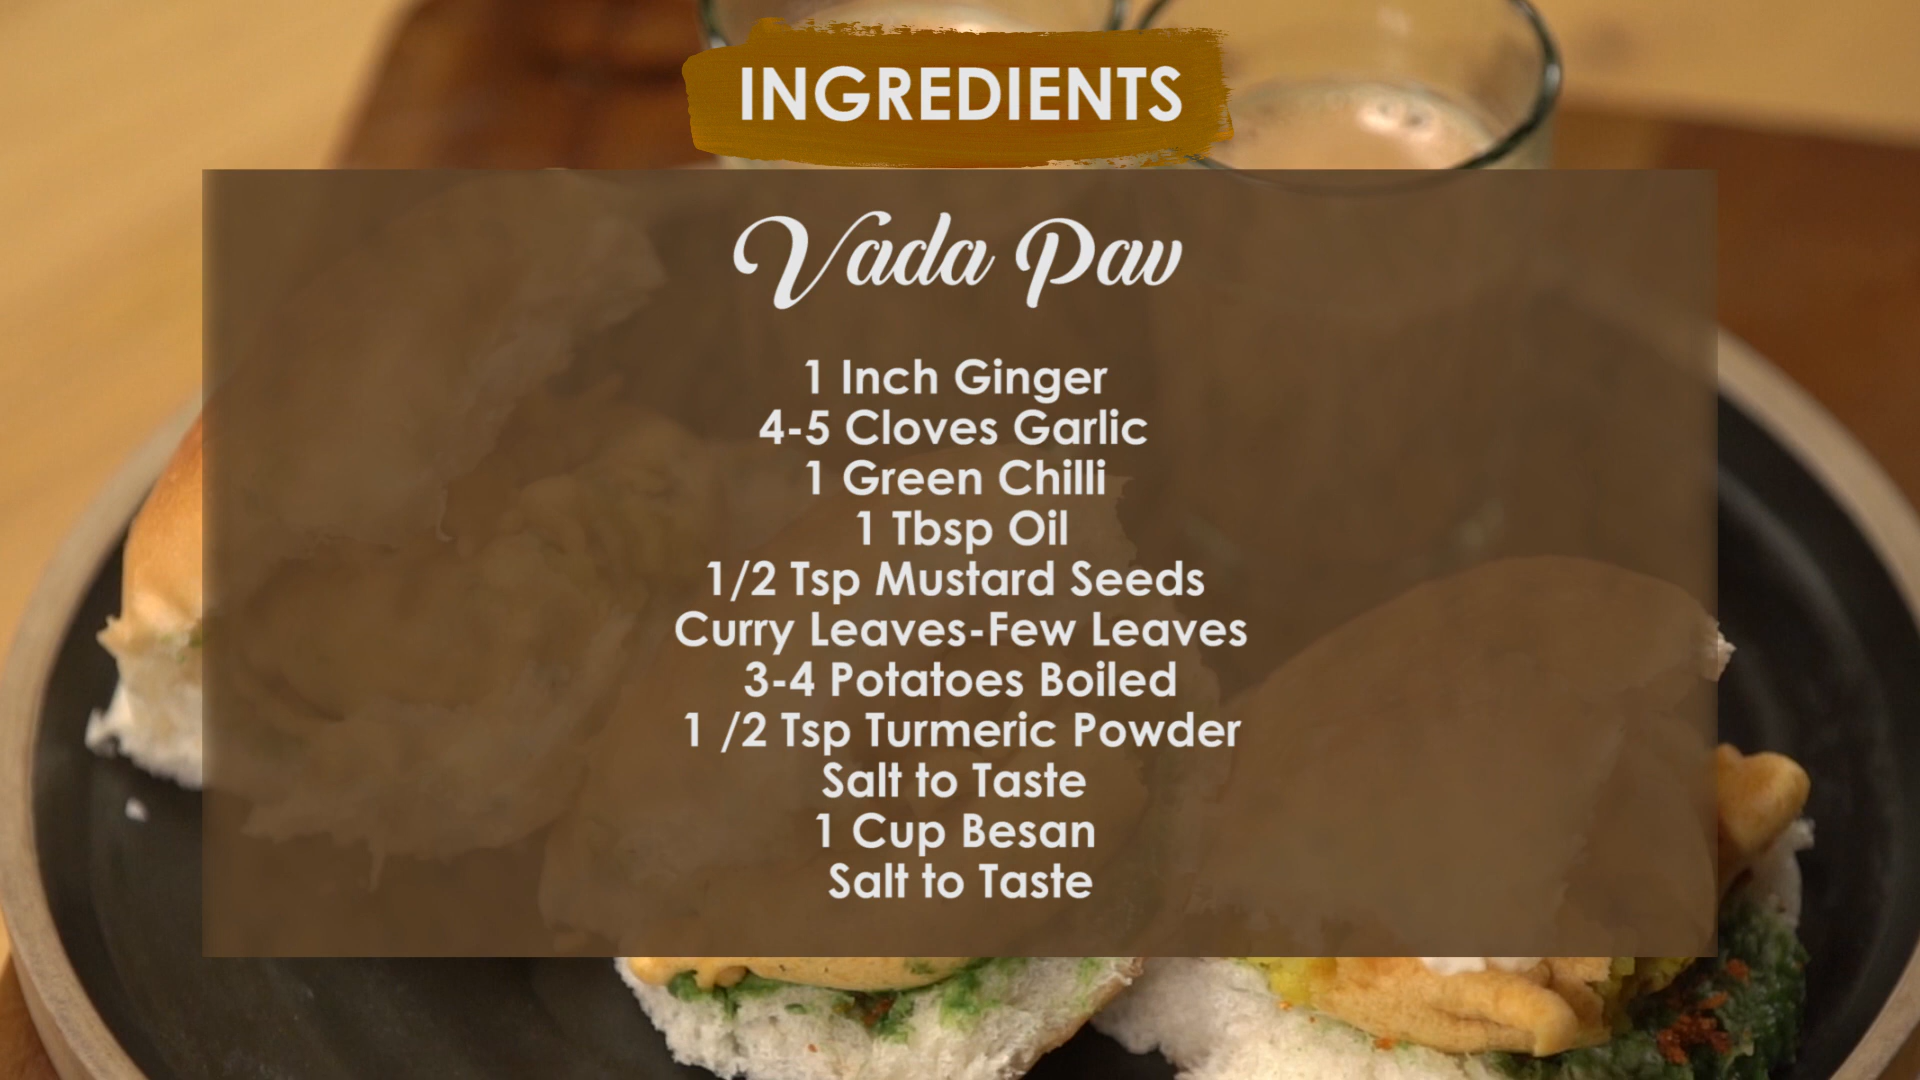 INGREDIENTS
Vada Pav
1 Inch Ginger
4-5 Cloves Garlic
1 Green Chilli
1 Tbsp Oil
1/2 Tsp Mustard Seeds
Curry Leaves-Few Leaves
3-4 Potatoes Boiled
1 /2 Tsp Turmeric Powder
Salt to Taste
1 Cup Besan
Salt to Taste